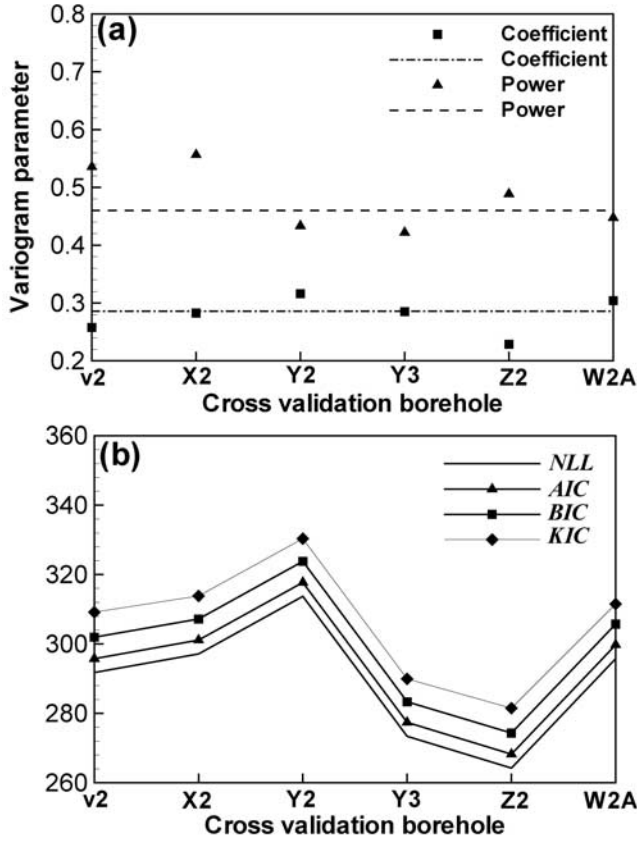 (a)
Coefficient
Coefficient
Power
Power
Variogram parameter
0.8
0.7
0.6
0.5
0.4
0.3
0.2
v2 X2 Y2 Y3 Z2 W2A
Cross validation borehole
(b)
NLL
AIC
BIC
KIC
360
340
320
300
280
260
v2 X2 Y2 Y3 Z2 W2A
Cross validation borehole